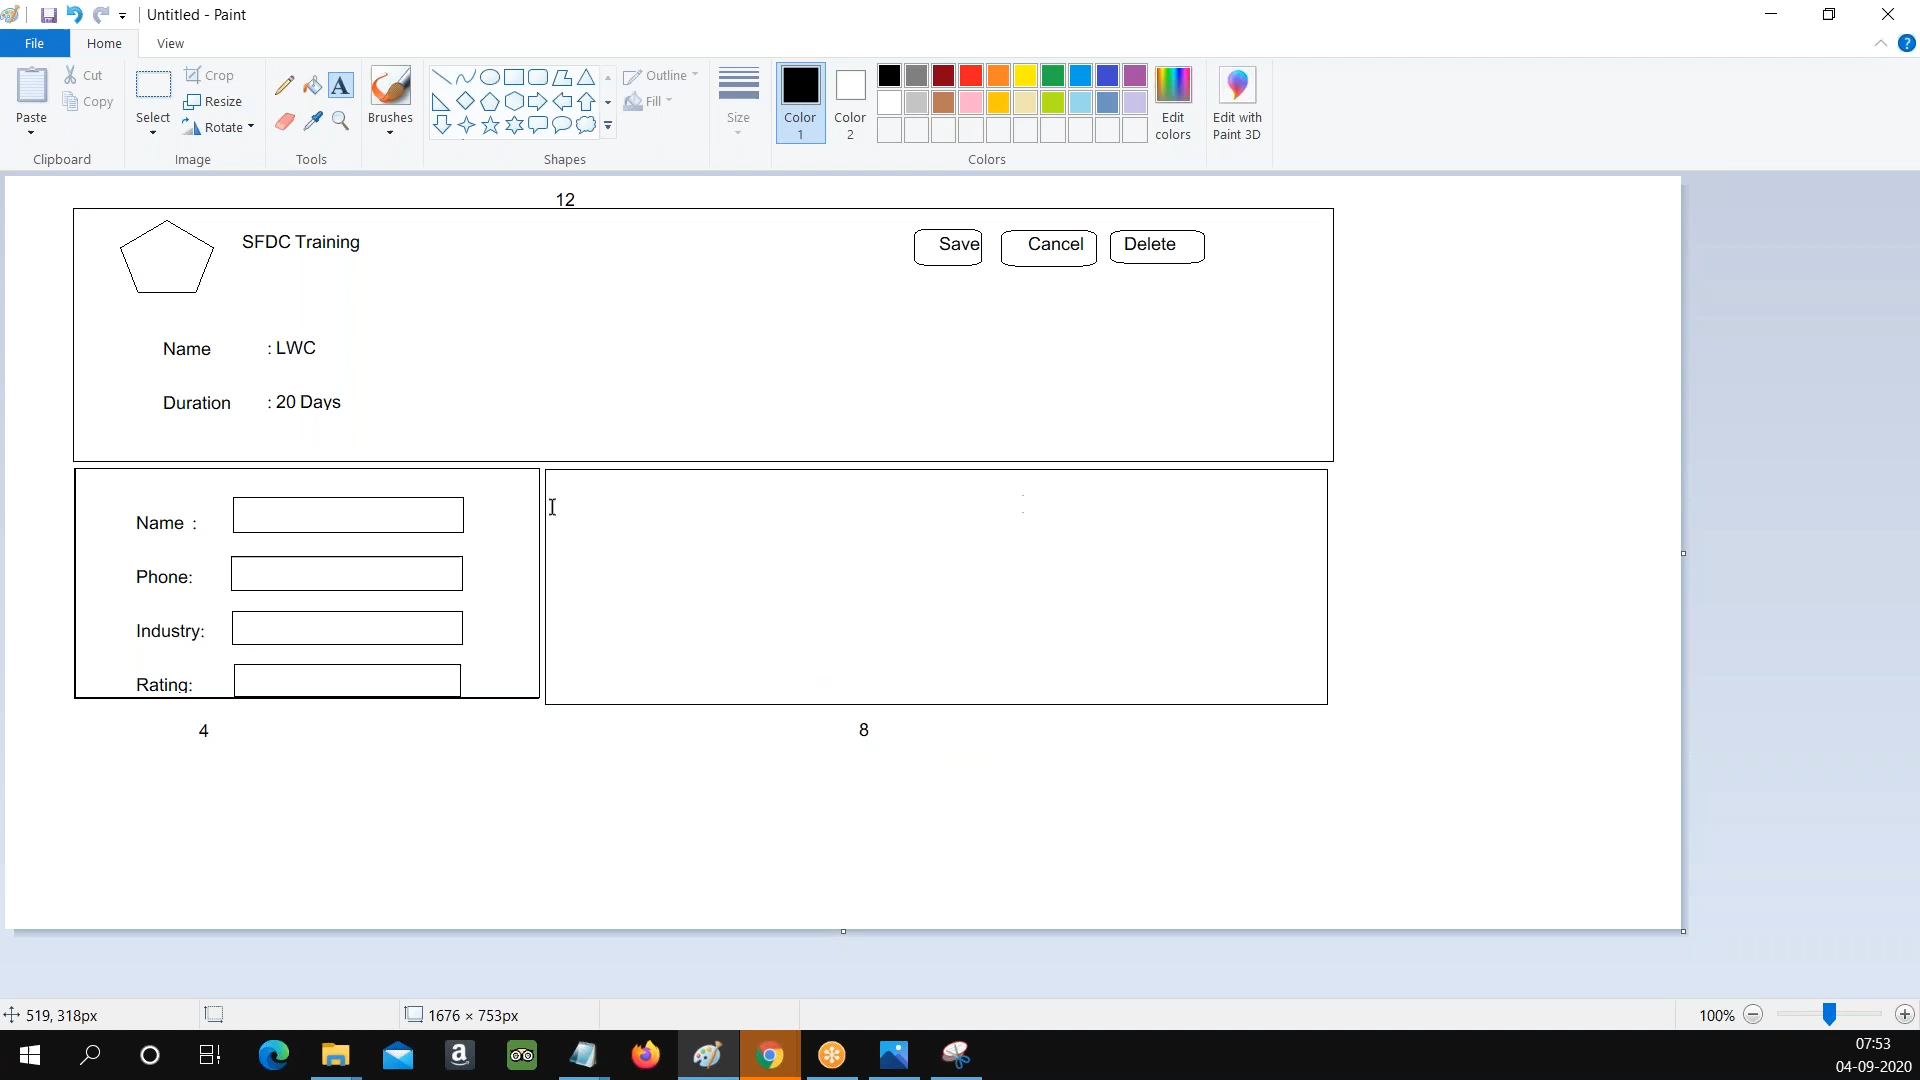 Untitled - Paint
File Home View
Paste
Cut
Copy
Clipboard
Select
Crop
Resize
Rotate
Image
A
Tools
Brushes
Shapes
Outline
Fill
Size
Color 1
Color 2
Colors
Edit colors
Edit with Paint 3D
?
12
SFDC Training
Save Cancel Delete
Name : LWC
Duration : 20 Days
Name :
Phone:
Industry:
Rating:
4 8
519, 318px
1676 × 753px
100%
07:53
04-09-2020